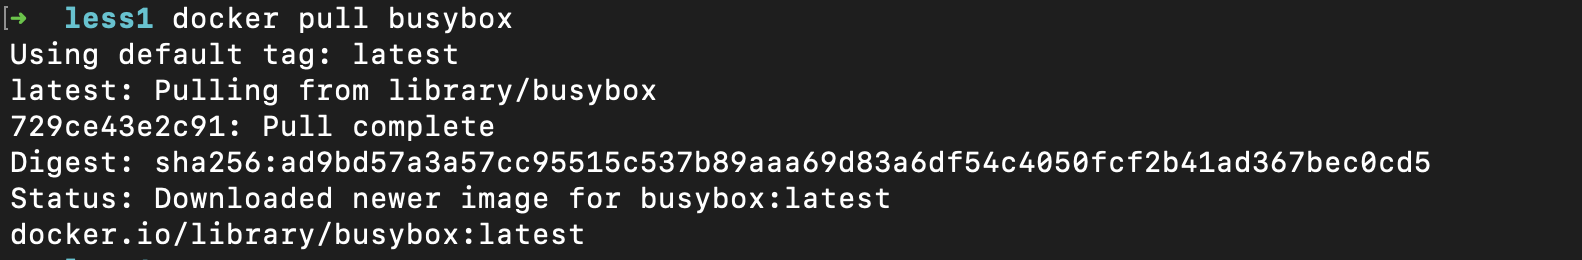 [➜  less1 docker pull busybox
Using default tag: latest
latest: Pulling from library/busybox
729ce43e2c91: Pull complete
Digest: sha256:ad9bd57a3a57cc95515c537b89aaa69d83a6df54c4050fcf2b41ad367bec0cd5
Status: Downloaded newer image for busybox:latest
docker.io/library/busybox:latest